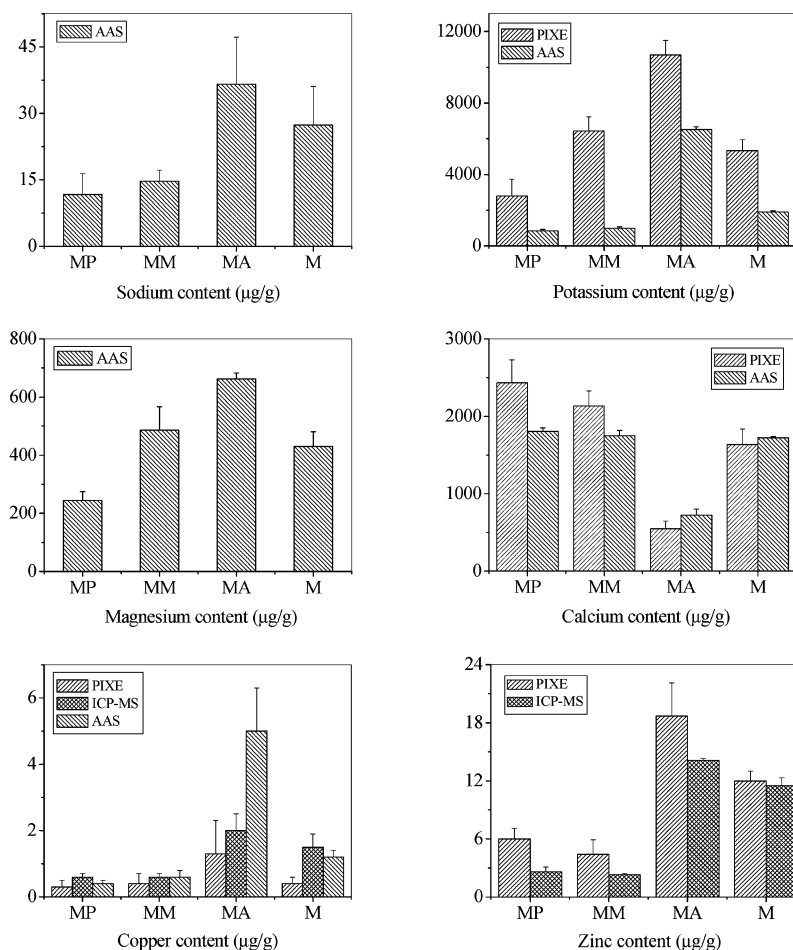 AAS
45
30
15
0
MP MM MA M
Sodium content (μg/g)
PIXE
AAS
12000
9000
6000
3000
0
MP MM MA M
Potassium content (μg/g)
AAS
800
600
400
200
0
MP MM MA M
Magnesium content (μg/g)
PIXE
AAS
3000
2000
1000
0
MP MM MA M
Calcium content (μg/g)
PIXE
ICP-MS
AAS
6
4
2
0
MP MM MA M
Copper content (μg/g)
PIXE
ICP-MS
24
18
12
6
0
MP MM MA M
Zinc content (μg/g)